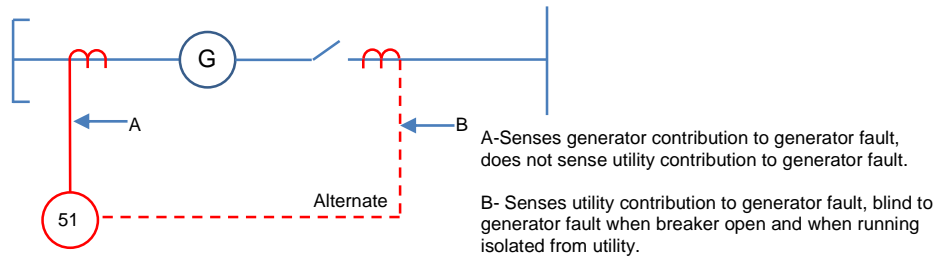 G
A
B
A-Senses generator contribution to generator fault,
does not sense utility contribution to generator fault.
Alternate
B- Senses utility contribution to generator fault, blind to
generator fault when breaker open and when running
isolated from utility.
51